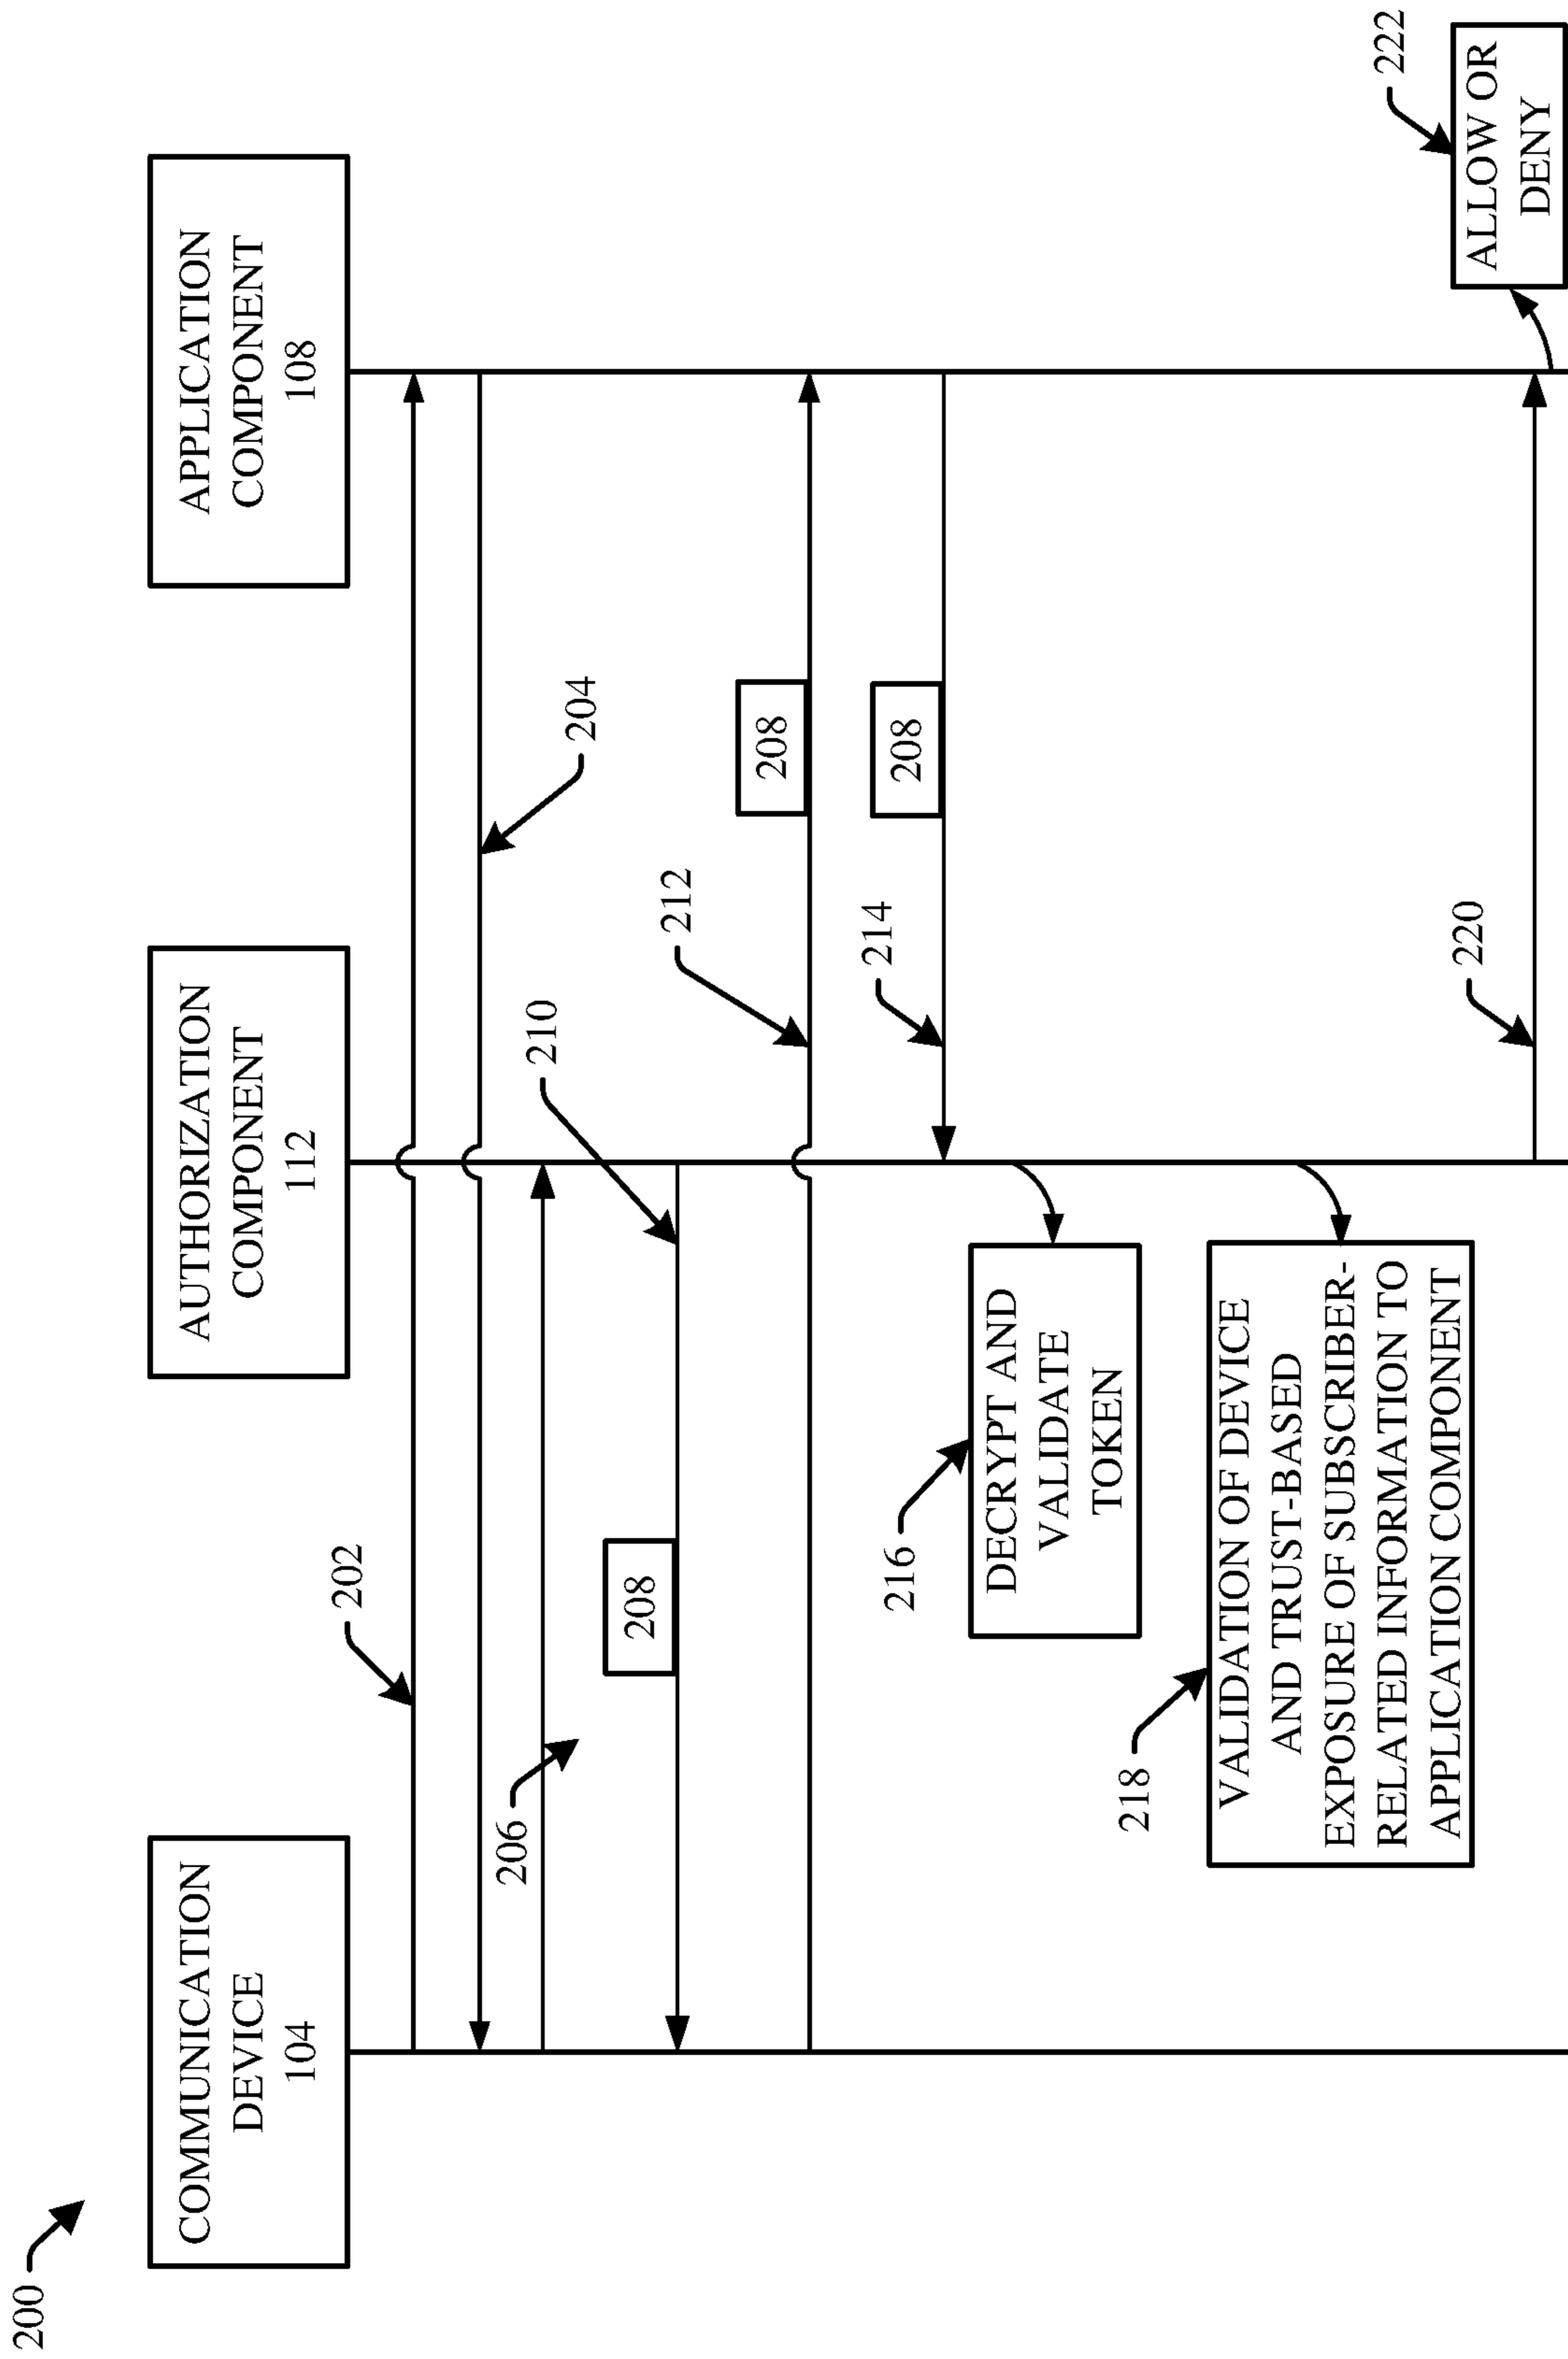 200
COMMUNICATION
DEVICE
104
AUTHORIZATION
COMPONENT
112
APPLICATION
COMPONENT
108
202
204
206
210
208
212
208
214
208
216
DECRYPT AND
VALIDATE
TOKEN
218
VALIDATION OF DEVICE
AND TRUST-BASED
EXPOSURE OF SUBSCRIBER-
RELATED INFORMATION TO
APPLICATION COMPONENT
220
222
ALLOW OR
DENY